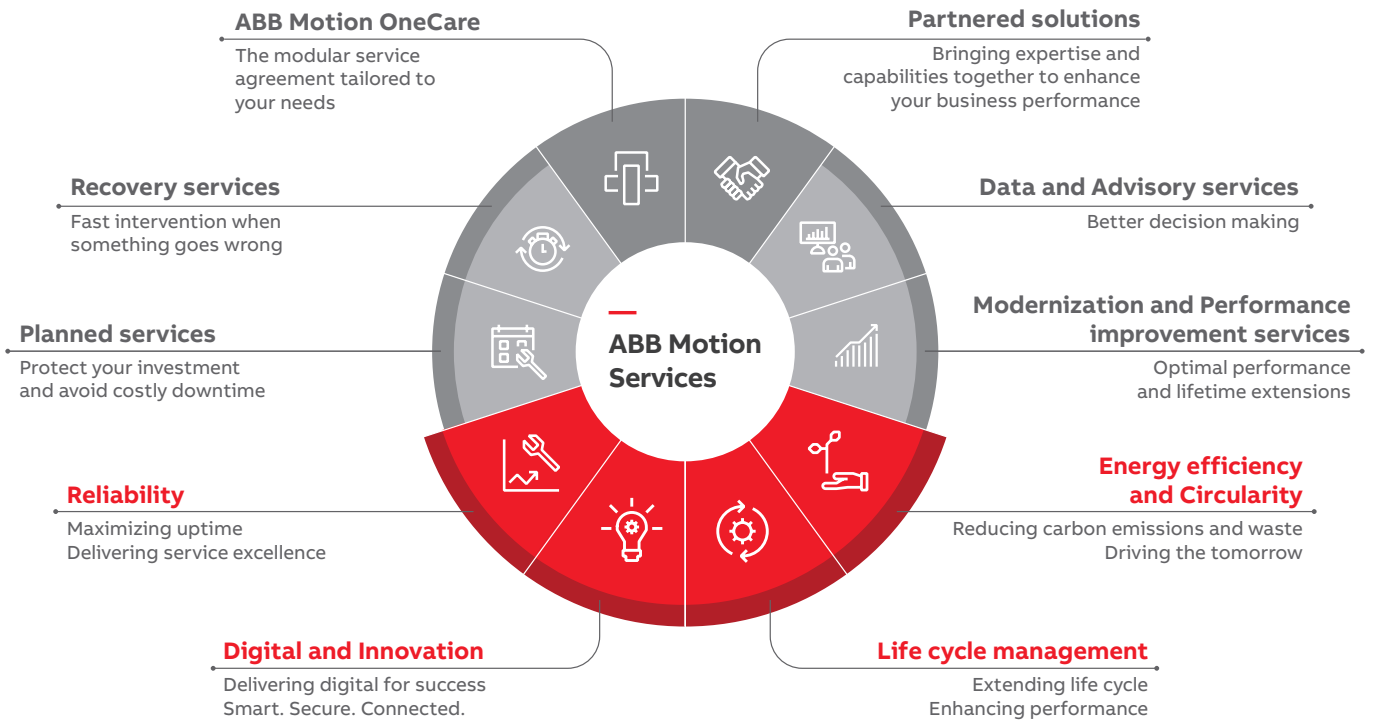 ABB Motion OneCare
The modular service
agreement tailored to
your needs
Partnered solutions
Bringing expertise and
capabilities together to enhance
your business performance
Recovery services
Fast intervention when
something goes wrong
Data and Advisory services
Better decision making
Planned services
Protect your investment
and avoid costly downtime
ABB Motion
Services
Modernization and Performance
improvement services
Optimal performance
and lifetime extensions
Reliability
Maximizing uptime
Delivering service excellence
Energy efficiency
and Circularity
Reducing carbon emissions and waste
Driving the tomorrow
Digital and Innovation
Delivering digital for success
Smart. Secure. Connected.
Life cycle management
Extending life cycle
Enhancing performance